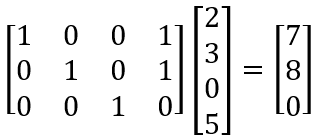 [1 0 0 1] [2] [7]
[0 1 0 1] [3] = [8]
[0 0 1 0] [0] [0]
[5]